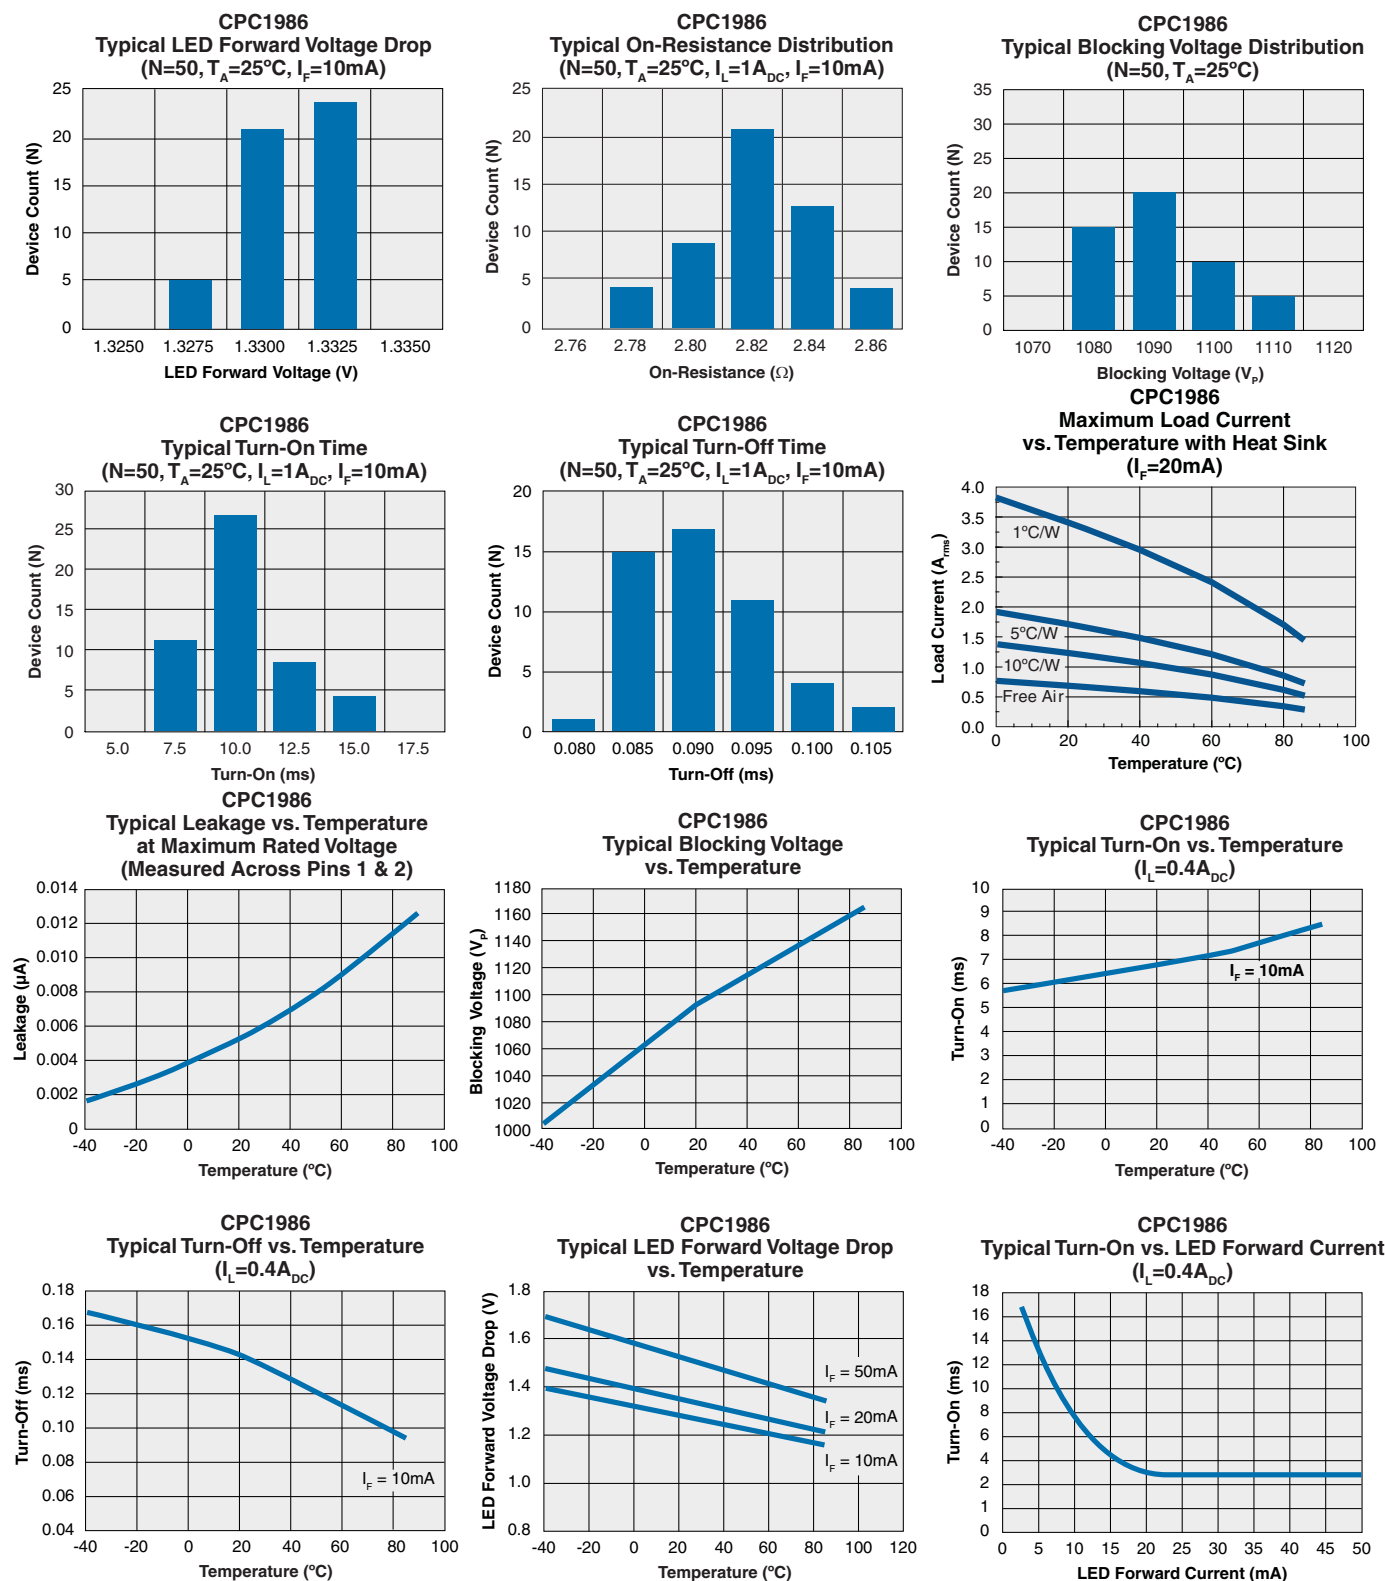 CPC1986
Typical LED Forward Voltage Drop
(N=50, TA=25ºC, IF=10mA)
25
20
15
10
5
0
Device Count (N)
1.3250 1.3275 1.3300 1.3325 1.3350
LED Forward Voltage (V)
CPC1986
Typical On-Resistance Distribution
(N=50, TA=25ºC, IL=1ADC, IF=10mA)
25
20
15
10
5
0
Device Count (N)
2.76 2.78 2.80 2.82 2.84 2.86
On-Resistance (Ω)
CPC1986
Typical Blocking Voltage Distribution
(N=50, TA=25ºC)
35
30
25
20
15
10
5
0
Device Count (N)
1070 1080 1090 1100 1110 1120
Blocking Voltage (VP)
CPC1986
Typical Turn-On Time
(N=50, TA=25ºC, IL=1ADC, IF=10mA)
30
25
20
15
10
5
0
Device Count (N)
5.0 7.5 10.0 12.5 15.0 17.5
Turn-On (ms)
CPC1986
Typical Turn-Off Time
(N=50, TA=25ºC, IL=1ADC, IF=10mA)
20
15
10
5
0
Device Count (N)
0.080 0.085 0.090 0.095 0.100 0.105
Turn-Off (ms)
CPC1986
Maximum Load Current
vs. Temperature with Heat Sink
(IF=20mA)
4.0
3.5
3.0
2.5
2.0
1.5
1.0
0.5
0.0
Load Current (Arms)
1ºC/W
5ºC/W
10ºC/W
Free Air
0 20 40 60 80 100
Temperature (ºC)
CPC1986
Typical Leakage vs. Temperature
at Maximum Rated Voltage
(Measured Across Pins 1 & 2)
0.014
0.012
0.010
0.008
0.006
0.004
0.002
0
Leakage (µA)
-40 -20 0 20 40 60 80 100
Temperature (ºC)
CPC1986
Typical Blocking Voltage
vs. Temperature
1180
1160
1140
1120
1100
1080
1060
1040
1020
1000
Blocking Voltage (VP)
-40 -20 0 20 40 60 80 100
Temperature (ºC)
CPC1986
Typical Turn-On vs. Temperature
(IL=0.4ADC)
10
9
8
7
6
5
4
3
2
1
0
Turn-On (ms)
IF = 10mA
-40 -20 0 20 40 60 80 100
Temperature (ºC)
CPC1986
Typical Turn-Off vs. Temperature
(IL=0.4ADC)
0.18
0.16
0.14
0.12
0.10
0.08
0.06
0.04
Turn-Off (ms)
IF = 10mA
-40 -20 0 20 40 60 80 100
Temperature (ºC)
CPC1986
Typical LED Forward Voltage Drop
vs. Temperature
1.8
1.6
1.4
1.2
1.0
0.8
LED Forward Voltage Drop (V)
IF = 50mA
IF = 20mA
IF = 10mA
-40 -20 0 20 40 60 80 100 120
Temperature (ºC)
CPC1986
Typical Turn-On vs. LED Forward Current
(IL=0.4ADC)
18
16
14
12
10
8
6
4
2
1
0
Turn-On (ms)
0 5 10 15 20 25 30 35 40 45 50
LED Forward Current (mA)